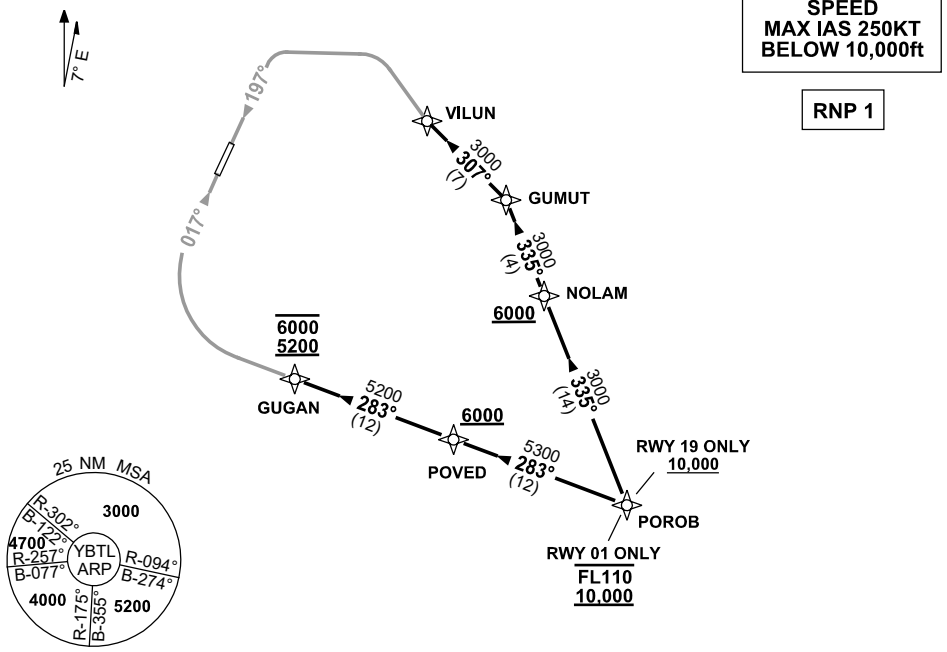 SPEED
MAX IAS 250KT
BELOW 10,000ft
RNP 1
7° E
197°
VILUN
3000
307°
(7)
GUMUT
017°
3000
335°
(4)
NOLAM
6000
6000
5200
GUGAN
3000
335°
(14)
5200
283°
(12)
6000
POVED
5300
283°
(12)
RWY 19 ONLY
10,000
POROB
RWY 01 ONLY
FL110
10,000
25 NM MSA
3000
R-302°
B-122°
4700
R-257°
B-077°
YBTL
ARP
R-094°
B-274°
4000
R-175°
B-355°
5200